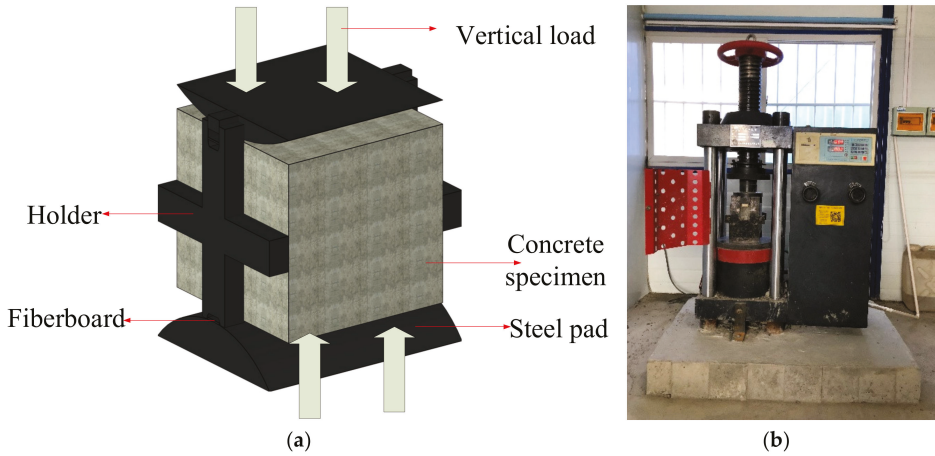 Vertical load
Holder
Concrete
specimen
Fiberboard
Steel pad
(a)
(b)